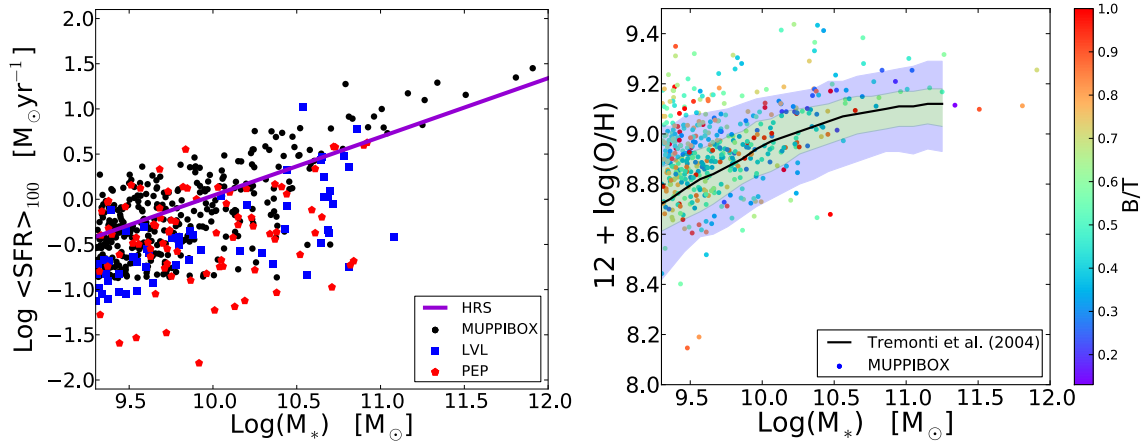 Log <SFR>₁₀₀ [M⊙yr⁻¹]
2.0
1.5
1.0
0.5
0.0
−0.5
−1.0
−1.5
−2.0
HRS
MUPPIBOX
LVL
PEP
9.5 10.0 10.5 11.0 11.5 12.0
Log(M*) [M⊙]
12 + log(O/H)
9.4
9.2
9.0
8.8
8.6
8.4
8.2
8.0
Tremonti et al. (2004)
MUPPIBOX
9.5 10.0 10.5 11.0 11.5 12.0
Log(M*) [M⊙]
1.0
0.9
0.8
0.7
0.6
0.5
0.4
0.3
0.2
B/T